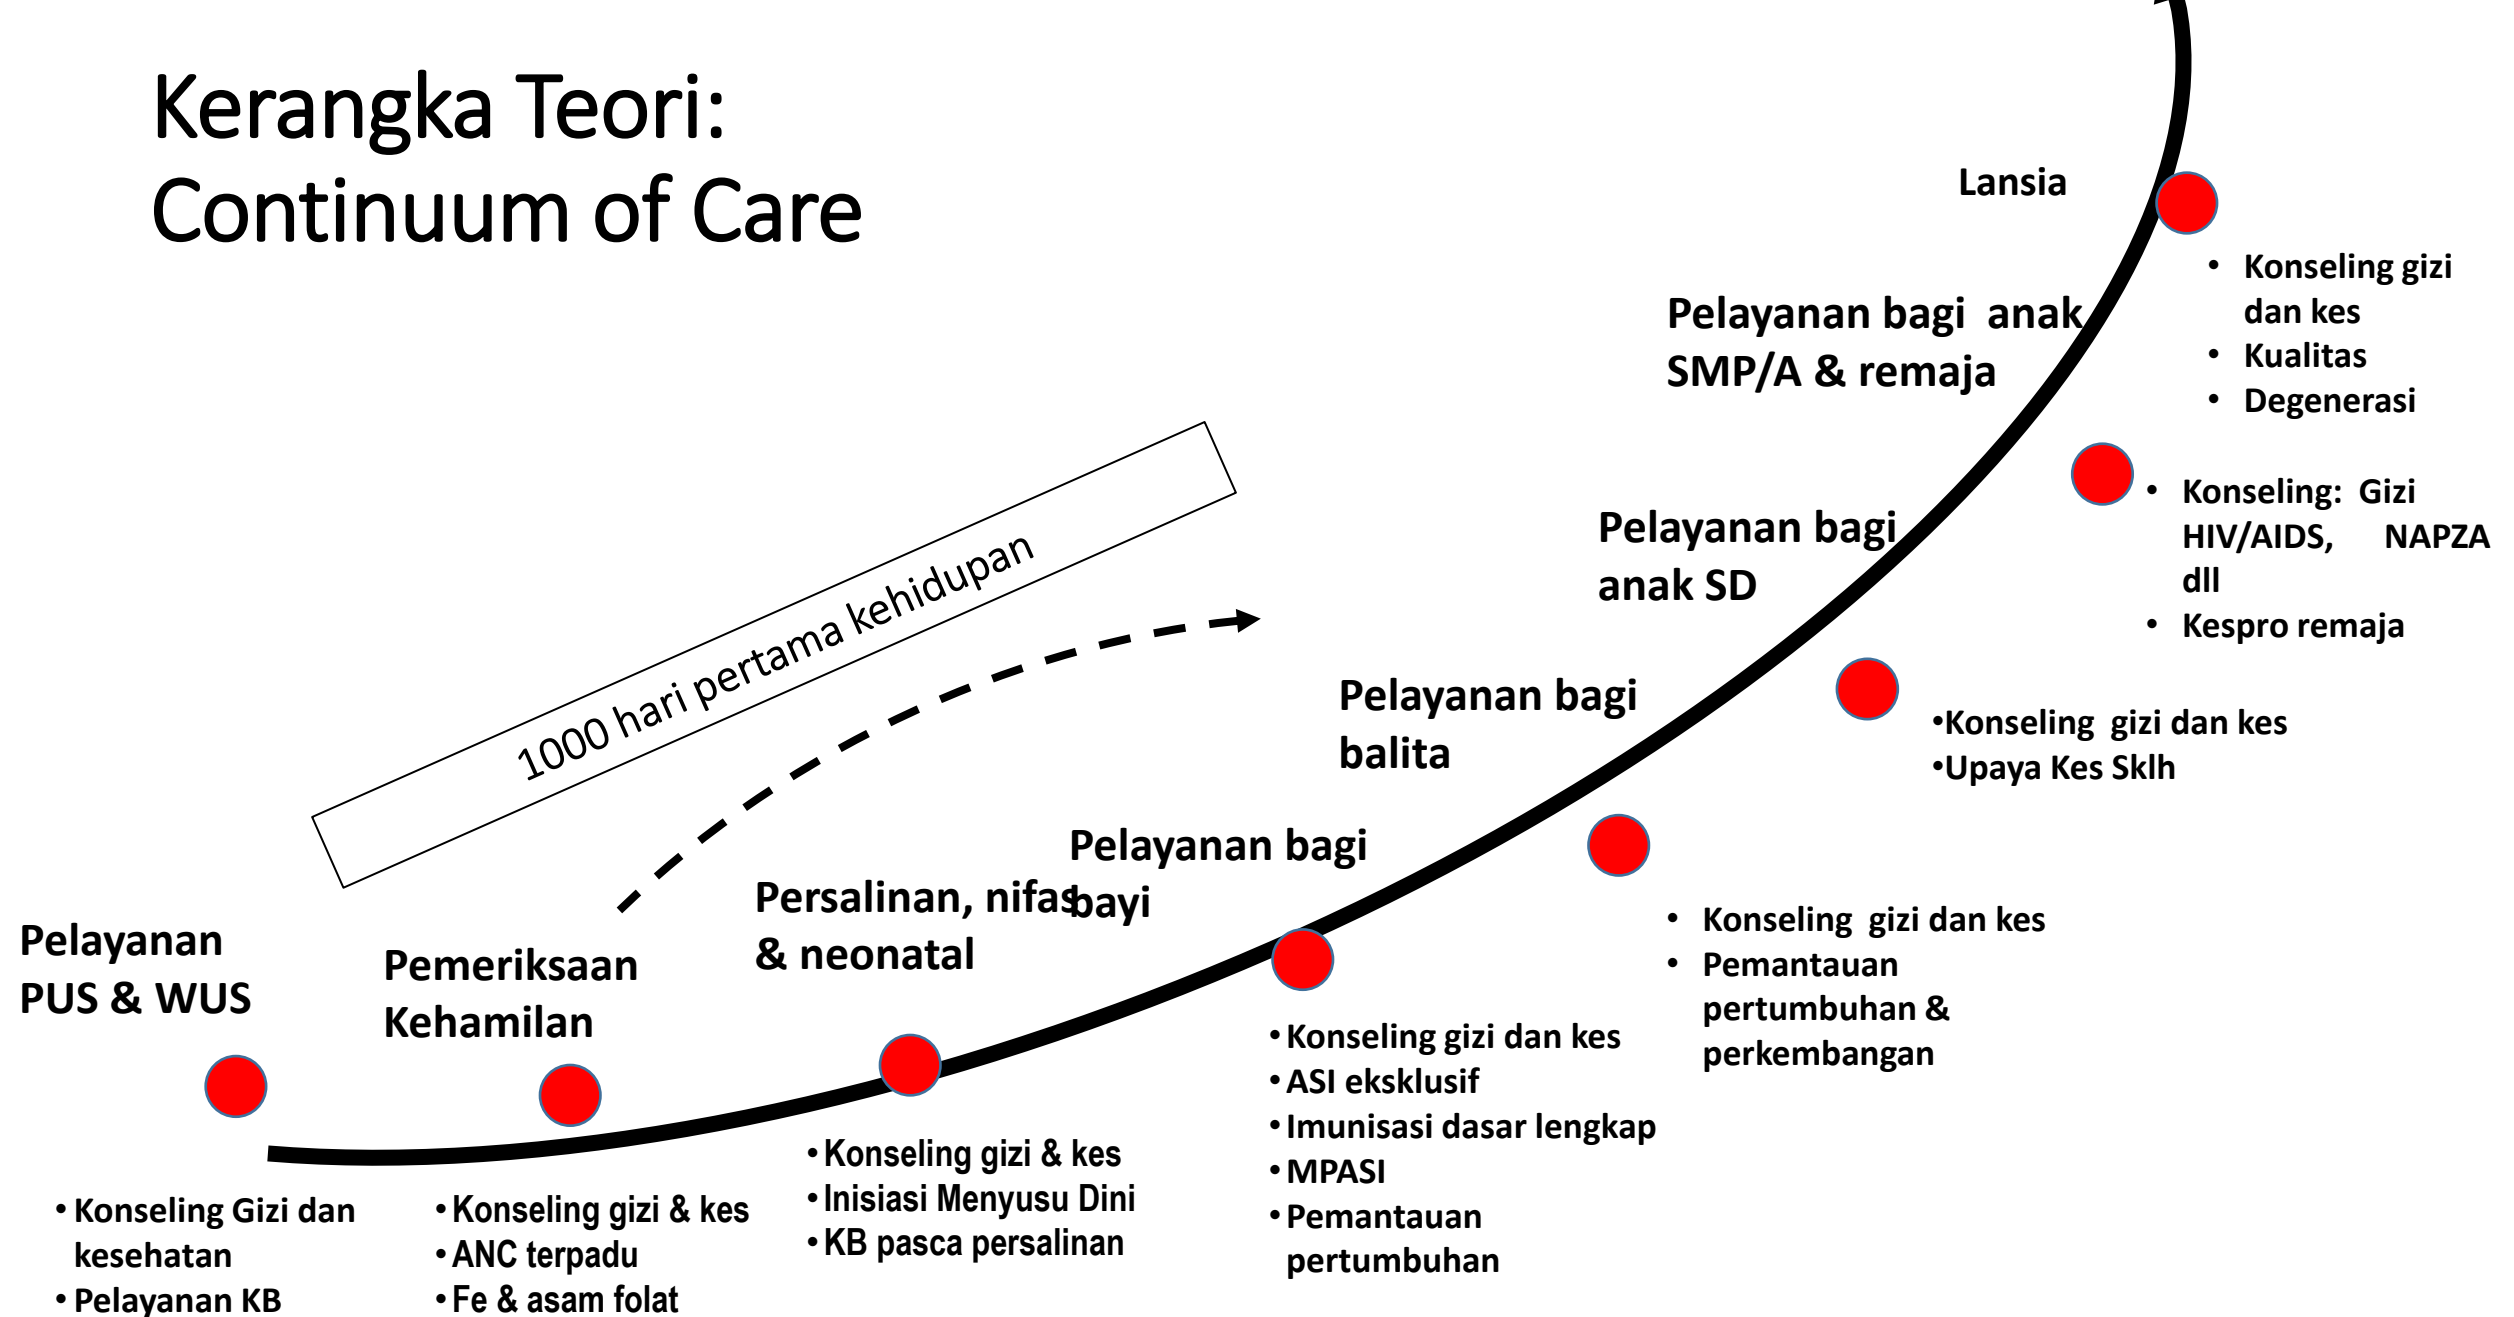 Kerangka Teori:
Continuum of Care
1000 hari pertama kehidupan
Pelayanan
PUS & WUS
• Konseling Gizi dan
kesehatan
• Pelayanan KB
Pemeriksaan
Kehamilan
• Konseling gizi & kes
• ANC terpadu
• Fe & asam folat
Persalinan, nifas
& neonatal
• Konseling gizi & kes
• Inisiasi Menyusu Dini
• KB pasca persalinan
Pelayanan bagi
bayi
• Konseling gizi dan kes
• ASI eksklusif
• Imunisasi dasar lengkap
• MPASI
• Pemantauan
pertumbuhan
Pelayanan bagi
balita
• Konseling gizi dan kes
• Pemantauan
pertumbuhan &
perkembangan
Pelayanan bagi
anak SD
•Konseling gizi dan kes
•Upaya Kes Sklh
Pelayanan bagi anak
SMP/A & remaja
• Konseling: Gizi
HIV/AIDS, NAPZA
dll
• Kespro remaja
Lansia
• Konseling gizi
dan kes
• Kualitas
• Degenerasi